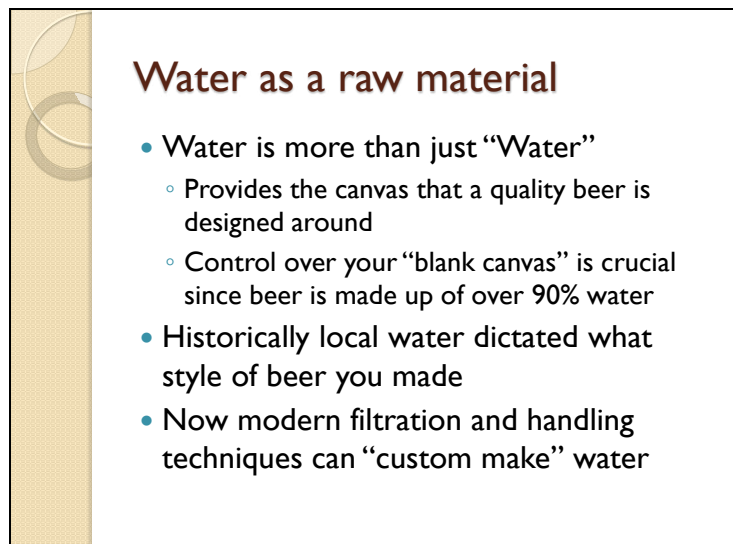 Water as a raw material
• Water is more than just “Water”
◦ Provides the canvas that a quality beer is
designed around
◦ Control over your “blank canvas” is crucial
since beer is made up of over 90% water
• Historically local water dictated what
style of beer you made
• Now modern filtration and handling
techniques can “custom make” water